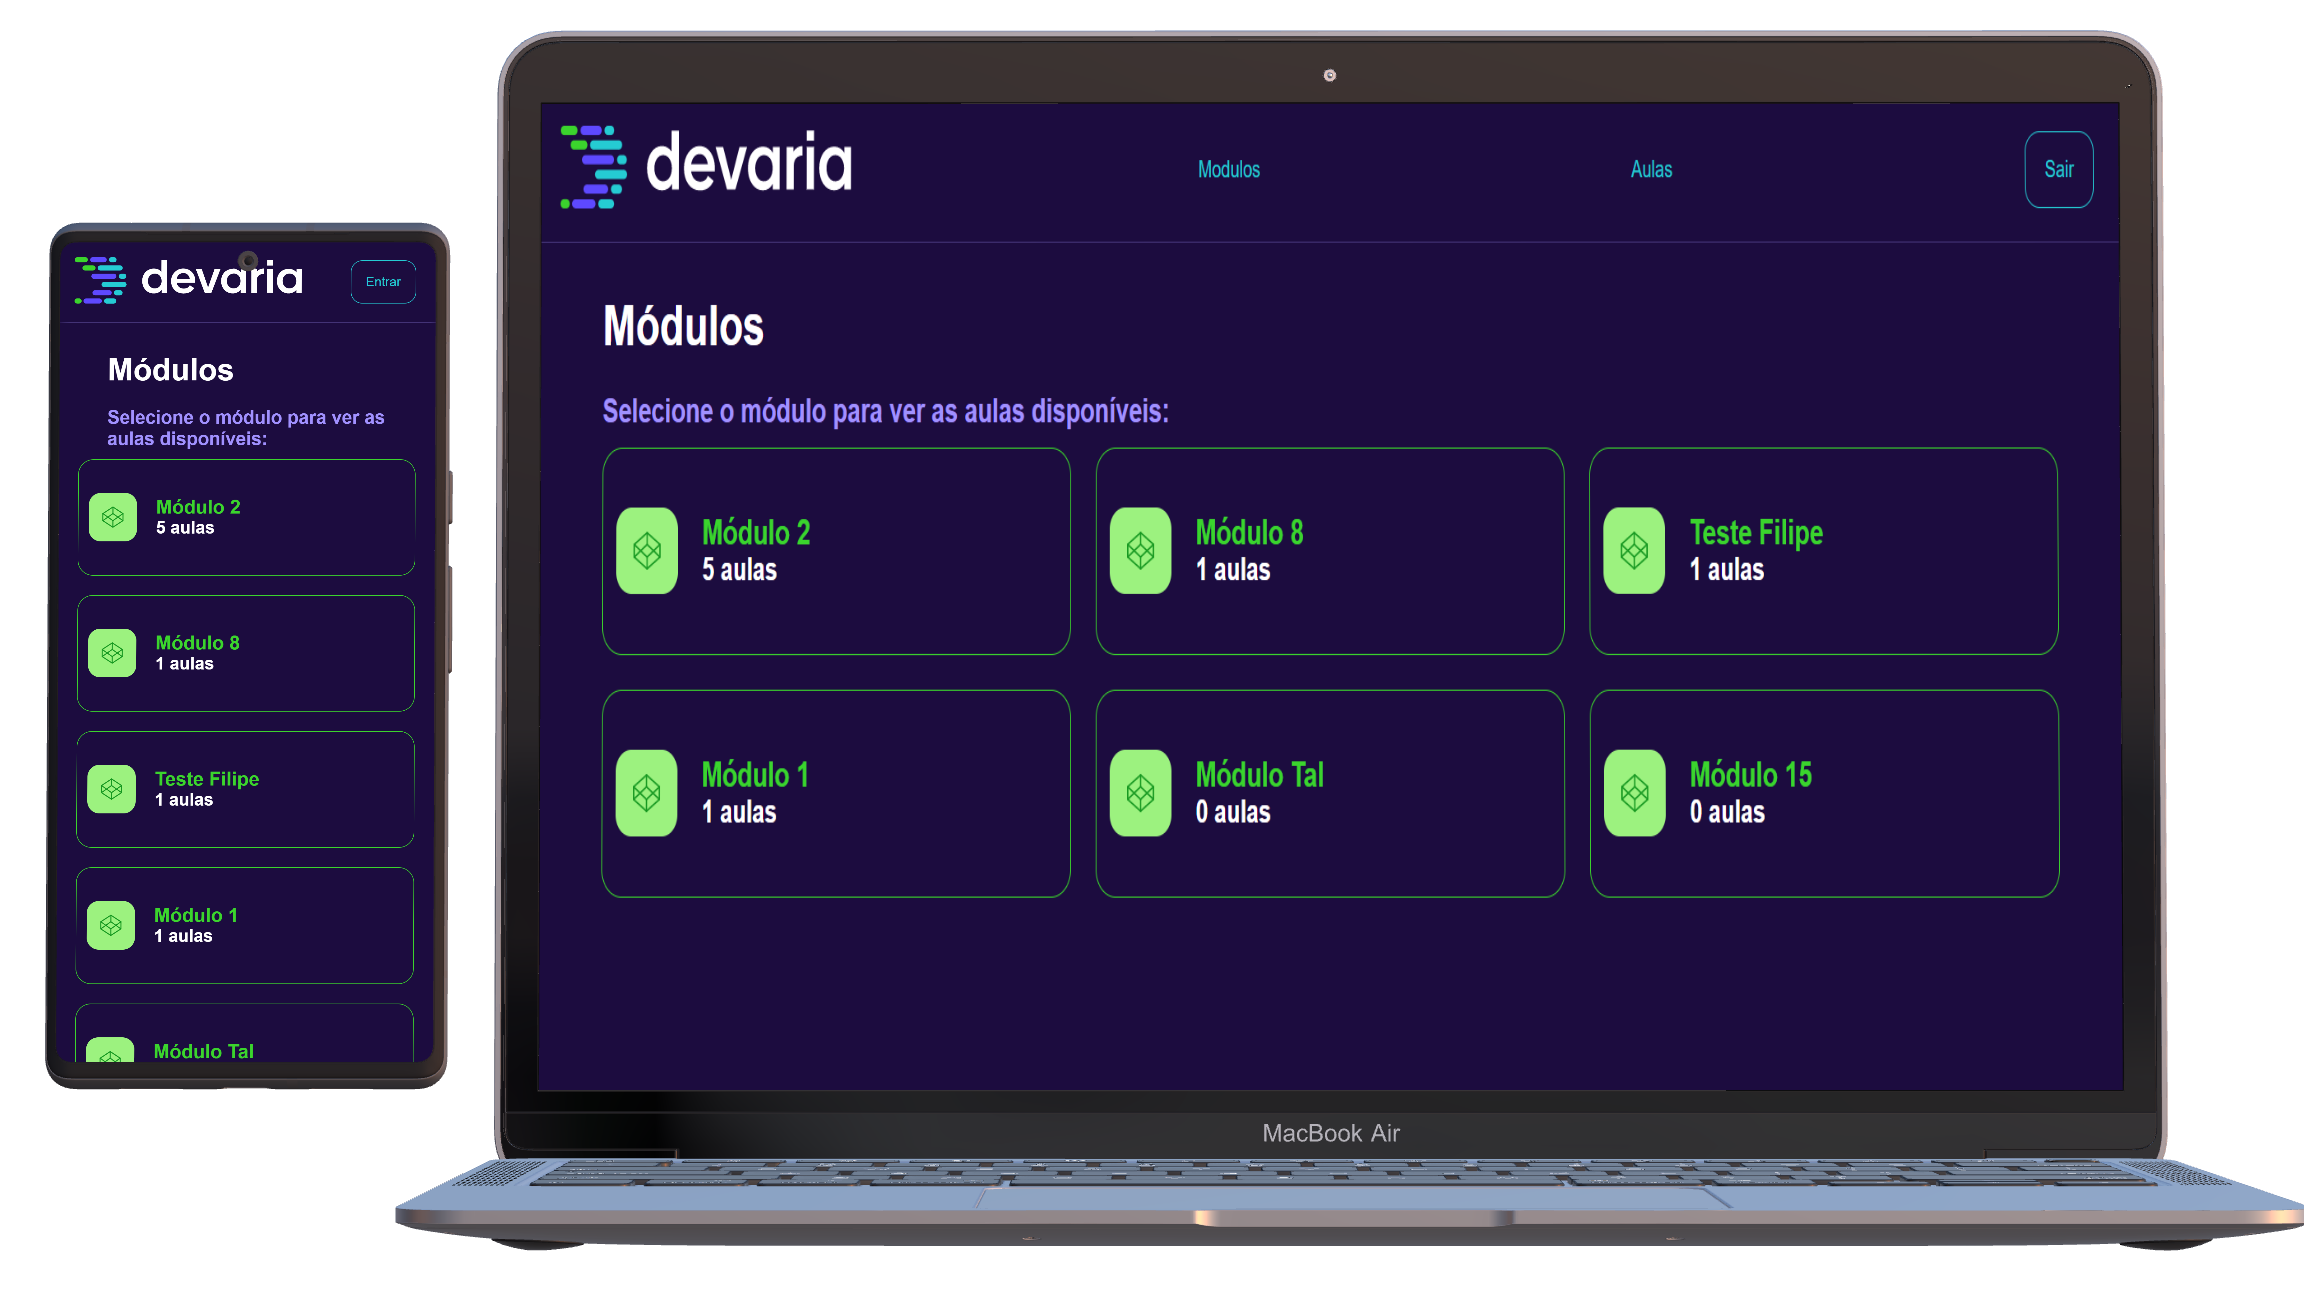 devaria
Entrar
Módulos
Selecione o módulo para ver as
aulas disponíveis:
Módulo 2
5 aulas
Módulo 8
1 aulas
Teste Filipe
1 aulas
Módulo 1
1 aulas
Módulo Tal
devaria
Modulos
Aulas
Sair
Módulos
Selecione o módulo para ver as aulas disponíveis:
Módulo 2
5 aulas
Módulo 8
1 aulas
Teste Filipe
1 aulas
Módulo 1
1 aulas
Módulo Tal
0 aulas
Módulo 15
0 aulas
MacBook Air